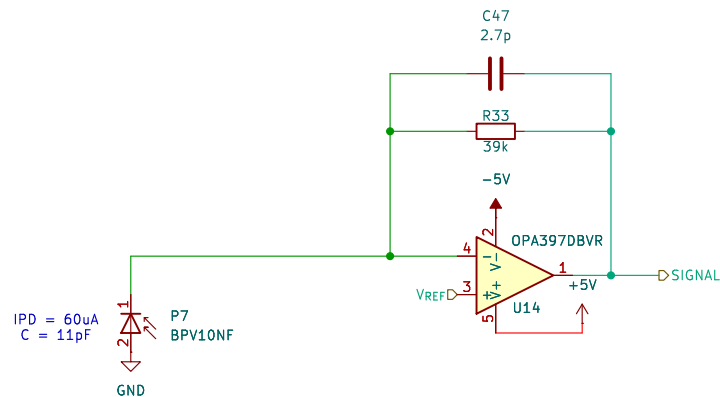 C47
2.7p
R33
39k
-5V
2
OPA397DBVR
4
V-
1
SIGNAL
+5V
VREF
3
V+
U14
5
1
IPD = 60uA
P7
C = 11pF
BPV10NF
2
GND